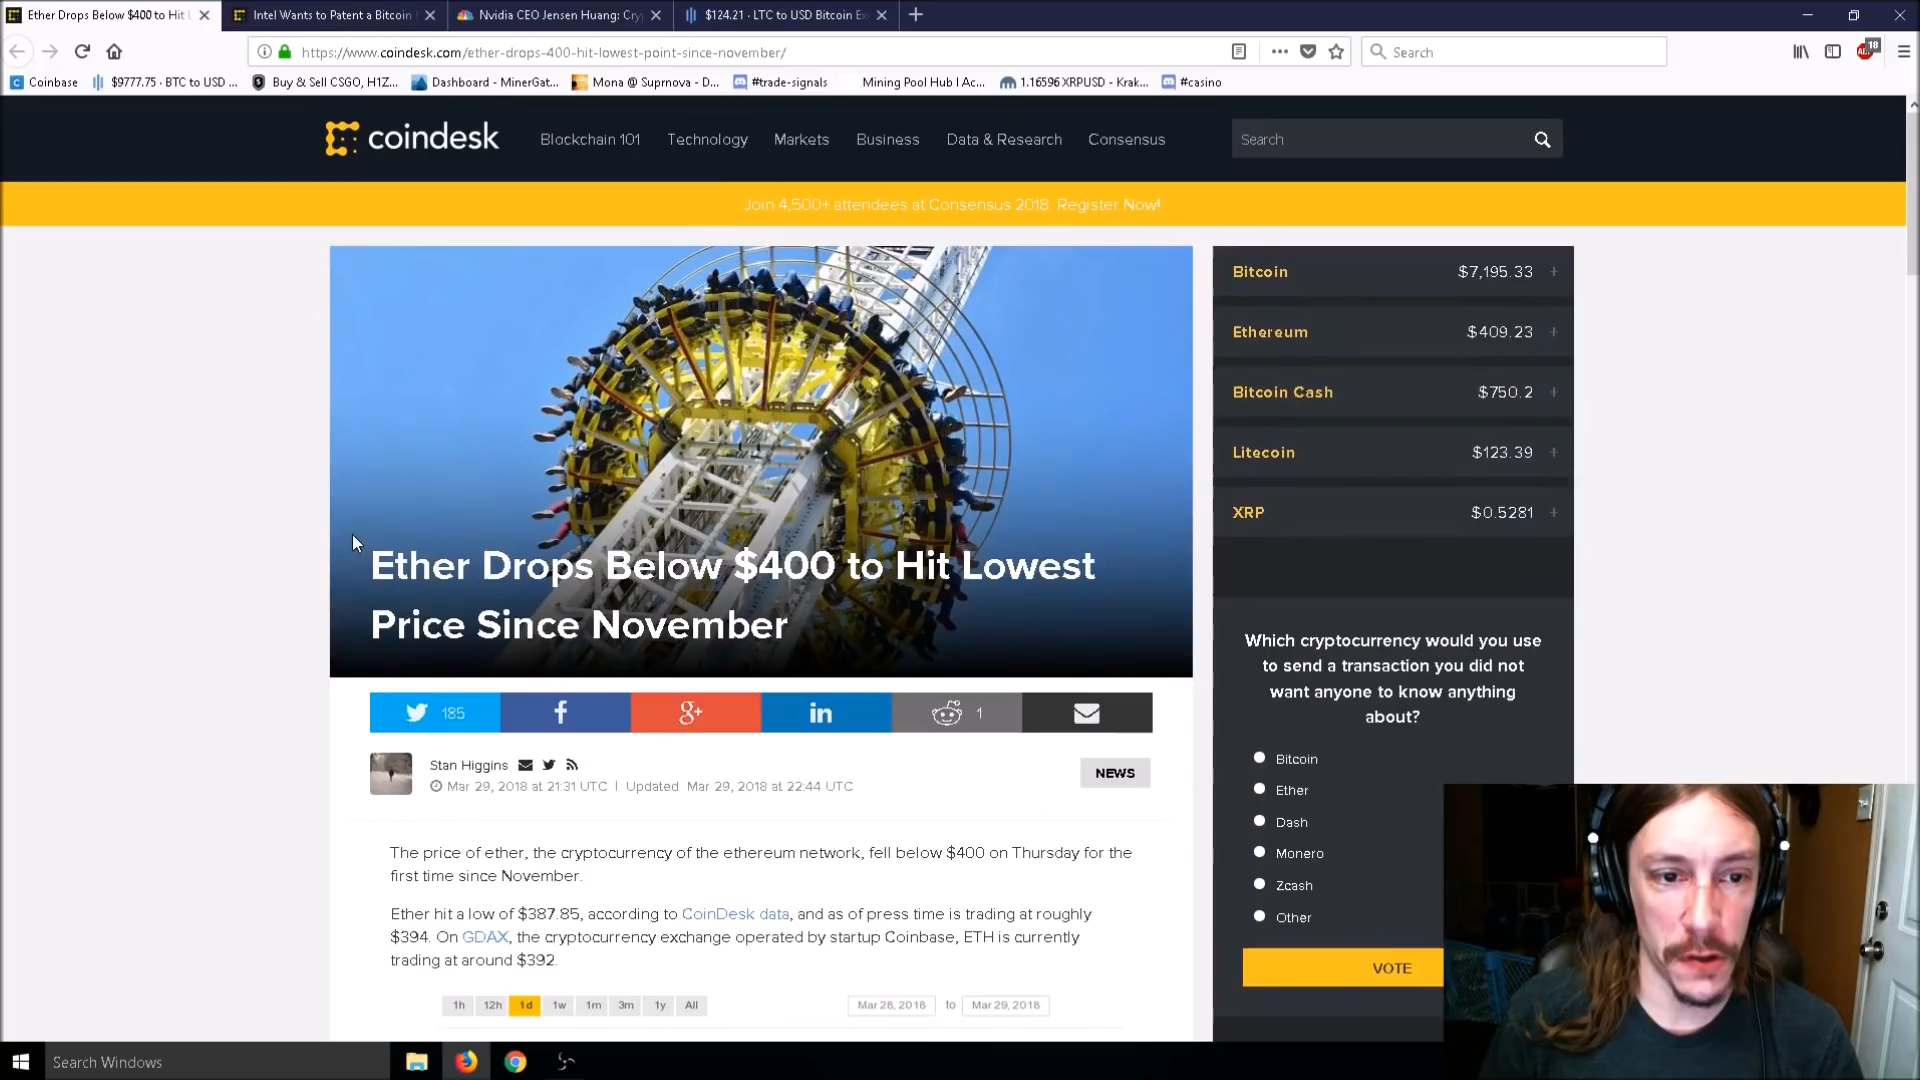 Ether Drops Below $400 to Hit L
Intel Wants to Patent a Bitcoin
Nvidia CEO Jensen Huang: Cry
$124.21 · LTC to USD Bitcoin Ex
https://www.coindesk.com/ether-drops-400-hit-lowest-point-since-november/
Search
18
Coinbase
$9777.75 · BTC to USD ...
Buy & Sell CSGO, H1Z...
Dashboard - MinerGat...
Mona @ Suprnova - D...
#trade-signals
Mining Pool Hub | Ac...
1.16596 XRPUSD - Krak...
#casino
coindesk
Blockchain 101
Technology
Markets
Business
Data & Research
Consensus
Search
Join 4,500+ attendees at Consensus 2018. Register Now!
Ether Drops Below $400 to Hit Lowest
Price Since November
185
f
g+
in
1
Stan Higgins
Mar 29, 2018 at 21:31 UTC | Updated Mar 29, 2018 at 22:44 UTC
NEWS
The price of ether, the cryptocurrency of the ethereum network, fell below $400 on Thursday for the
first time since November.
Ether hit a low of $387.85, according to CoinDesk data, and as of press time is trading at roughly
$394. On GDAX, the cryptocurrency exchange operated by startup Coinbase, ETH is currently
trading at around $392.
1h 12h 1d 1w 1m 3m 1y All
Mar 28, 2018 to Mar 29, 2018
Bitcoin $7,195.33 +
Ethereum $409.23 +
Bitcoin Cash $750.2 +
Litecoin $123.39 +
XRP $0.5281 +
Which cryptocurrency would you use
to send a transaction you did not
want anyone to know anything
about?
Bitcoin
Ether
Dash
Monero
Zcash
Other
VOTE
Search Windows